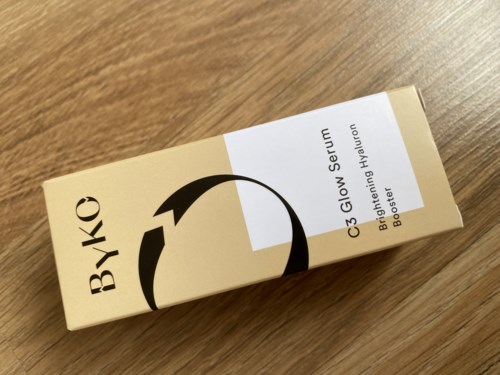 BYKO
C3 Glow Serum
Brightening Hyaluron
Booster